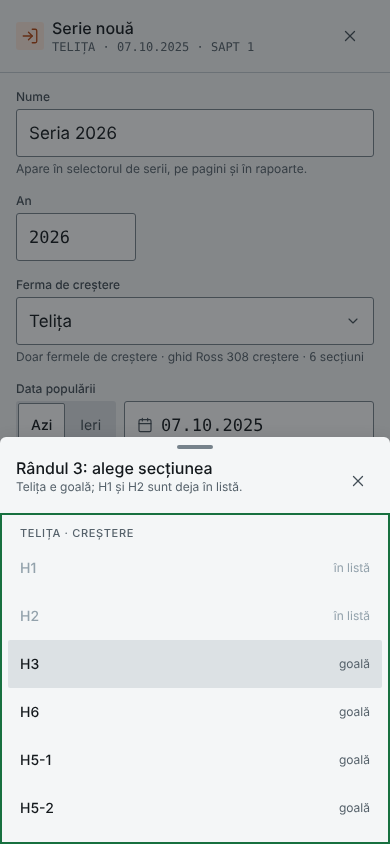 Serie nouă
TELIȚA · 07.10.2025 · SAPT 1
Nume
Seria 2026
Apare în selectorul de serii, pe pagini și în rapoarte.
An
2026
Ferma de creștere
Telița
Doar fermele de creștere · ghid Ross 308 creștere · 6 secțiuni
Data populării
Azi Ieri 07.10.2025
Rândul 3: alege secțiunea
Telița e goală; H1 și H2 sunt deja în listă.
TELIȚA · CREȘTERE
H1 în listă
H2 în listă
H3 goală
H6 goală
H5-1 goală
H5-2 goală